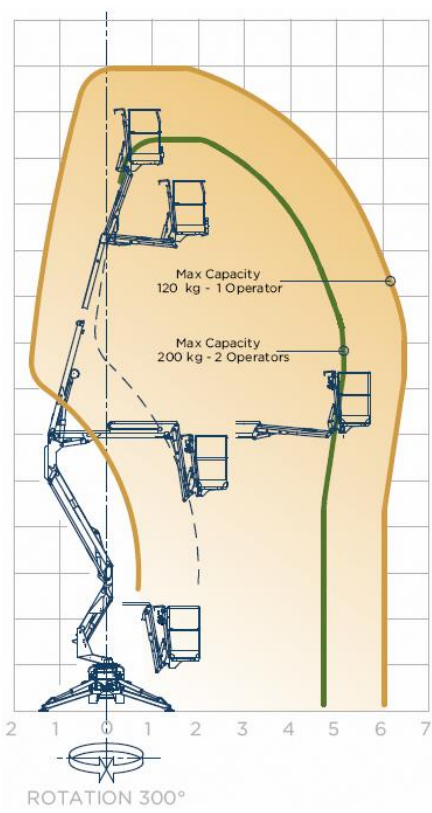 Max Capacity
120 kg - 1 Operator
Max Capacity
200 kg - 2 Operators
2 1 0 1 2 3 4 5 6 7
ROTATION 300°